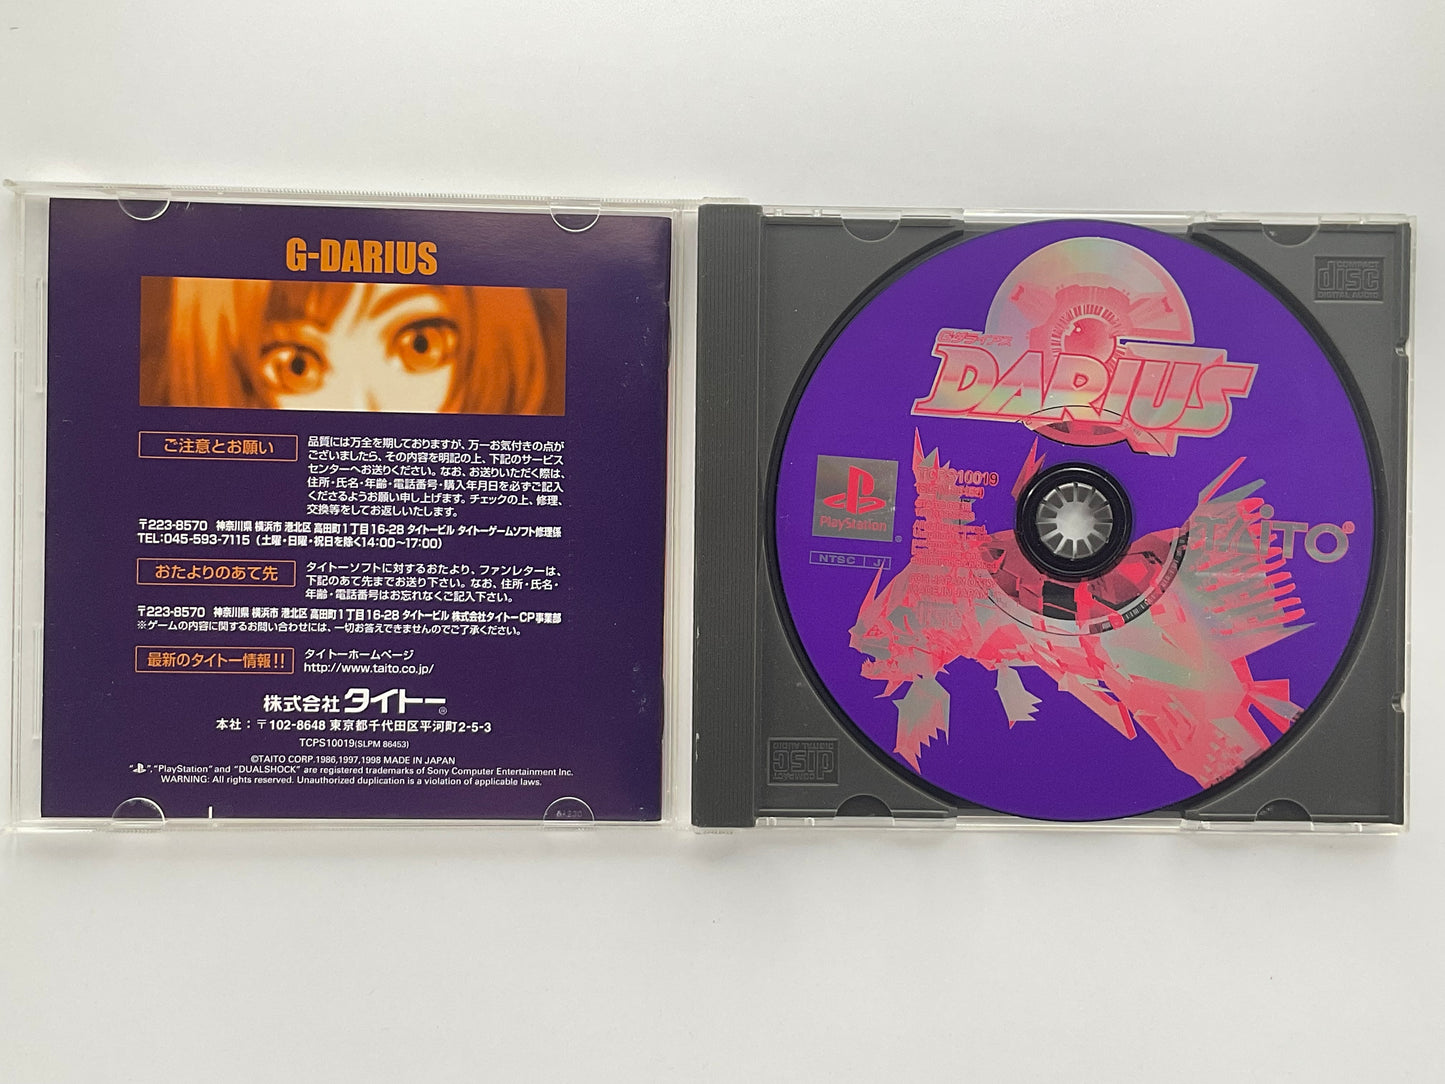 G-DARIUS
ご注意とお願い
品質には万全を期しておりますが、万一お気付きの点が
ございましたら、その内容を明記の上、下記のサービス
センターへお送りください。なお、お送りいただく際は、
住所・氏名・年齢・電話番号・購入年月日を必ずご記入
くださるようお願い申し上げます。チェックの上、修理、
交換等をしてお返しいたします。
〒223-8570 神奈川県 横浜市 港北区 高田町1丁目16-28 タイトービル タイトーゲームソフト修理係
TEL:045-593-7115（土曜・日曜・祝日を除く14:00～17:00）
おたよりのあて先
タイトーソフトに対するおたより、ファンレターは、
下記のあて先までお送り下さい。なお、住所・氏名・
年齢・電話番号はお忘れなくご記入下さい。
〒223-8570 神奈川県 横浜市 港北区 高田町1丁目16-28 タイトービル 株式会社タイトーCP事業部
※ゲームの内容に関するお問い合わせには、一切お答えできませんのでご了承ください。
最新のタイトー情報!!
タイトーホームページ
http://www.taito.co.jp/
株式会社タイトー®
本社：〒102-8648 東京都千代田区平河町2-5-3
TCPS10019(SLPM 86453)
©TAITO CORP.1986,1997,1998 MADE IN JAPAN
" ","PlayStation" and "DUALSHOCK" are registered trademarks of Sony Computer Entertainment Inc.
WARNING: All rights reserved. Unauthorized duplication is a violation of applicable laws.
COMPACT
disc
DIGITAL AUDIO
Gダライアス
DARIUS
PlayStation®
NTSC J
TCPS10019
TAITO®
COMPACT
disc
DIGITAL AUDIO